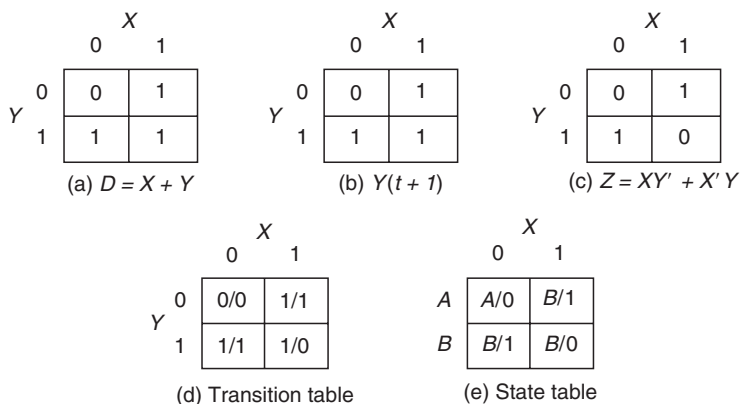 X
0 1
0 0 1
Y
1 1 1
(a) D = X + Y
X
0 1
0 0 1
Y
1 1 1
(b) Y(t + 1)
X
0 1
0 0 1
Y
1 1 0
(c) Z = XY′ + X′ Y
X
0 1
0 0/0 1/1
Y
1 1/1 1/0
(d) Transition table
X
0 1
A A/0 B/1
B B/1 B/0
(e) State table